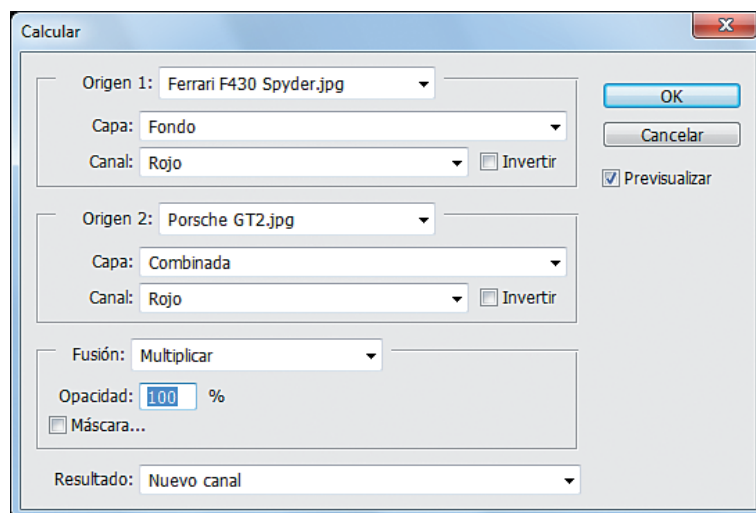 Calcular
Origen 1: Ferrari F430 Spyder.jpg
Capa: Fondo
Canal: Rojo Invertir
Origen 2: Porsche GT2.jpg
Capa: Combinada
Canal: Rojo Invertir
Fusión: Multiplicar
Opacidad: 100 %
Máscara...
Resultado: Nuevo canal
OK
Cancelar
Previsualizar